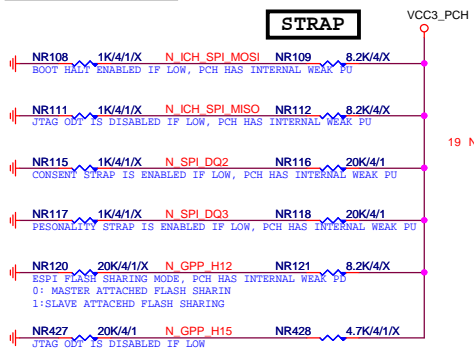 STRAP
VCC3_PCH
NR108 1K/4/1/X N_ICH_SPI_MOSI NR109 8.2K/4/X
BOOT HALT ENABLED IF LOW, PCH HAS INTERNAL WEAK PU
NR111 1K/4/1/X N_ICH_SPI_MISO NR112 8.2K/4/X
JTAG ODT IS DISABLED IF LOW, PCH HAS INTERNAL WEAK PU
19 N
NR115 1K/4/1/X N_SPI_DQ2 NR116 20K/4/1
CONSENT STRAP IS ENABLED IF LOW, PCH HAS INTERNAL WEAK PU
NR117 1K/4/1/X N_SPI_DQ3 NR118 20K/4/1
PESONALITY STRAP IS ENABLED IF LOW, PCH HAS INTERNAL WEAK PU
NR120 20K/4/1/X N_GPP_H12 NR121 8.2K/4/X
ESPI FLASH SHARING MODE, PCH HAS INTERNAL WEAK PD
0: MASTER ATTACHED FLASH SHARIN
1:SLAVE ATTACEHD FLASH SHARING
NR427 20K/4/1 N_GPP_H15 NR428 4.7K/4/1/X
JTAG ODT IS DISABLED IF LOW